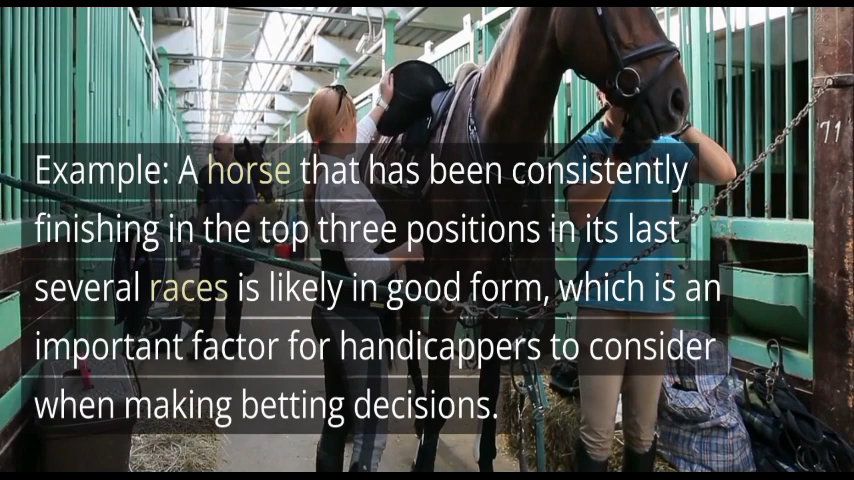 Example: A horse that has been consistently
finishing in the top three positions in its last
several races is likely in good form, which is an
important factor for handicappers to consider
when making betting decisions.
71